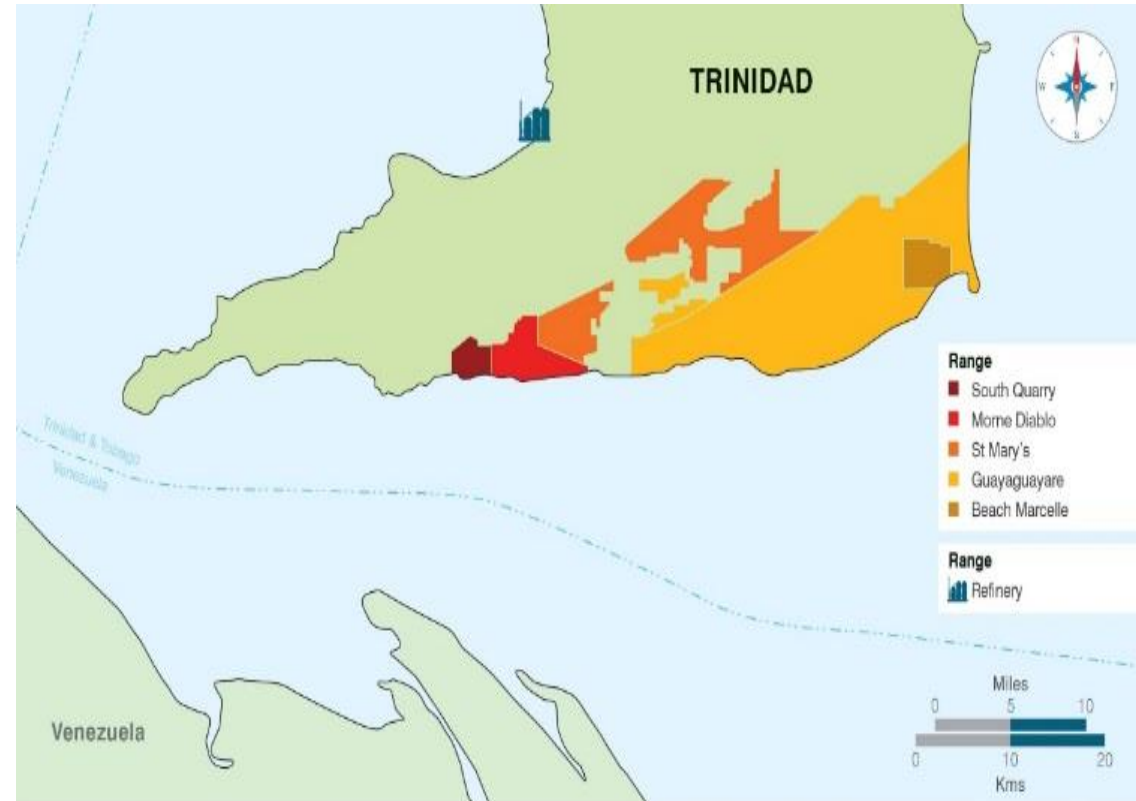 TRINIDAD
N
W
E
S
Range
South Quarry
Morne Diablo
St Mary's
Guayaguayare
Beach Marcelle
Range
Refinery
Trinidad & Tobago
Venezuela
Venezuela
Miles
0 5 10
0 10 20
Kms